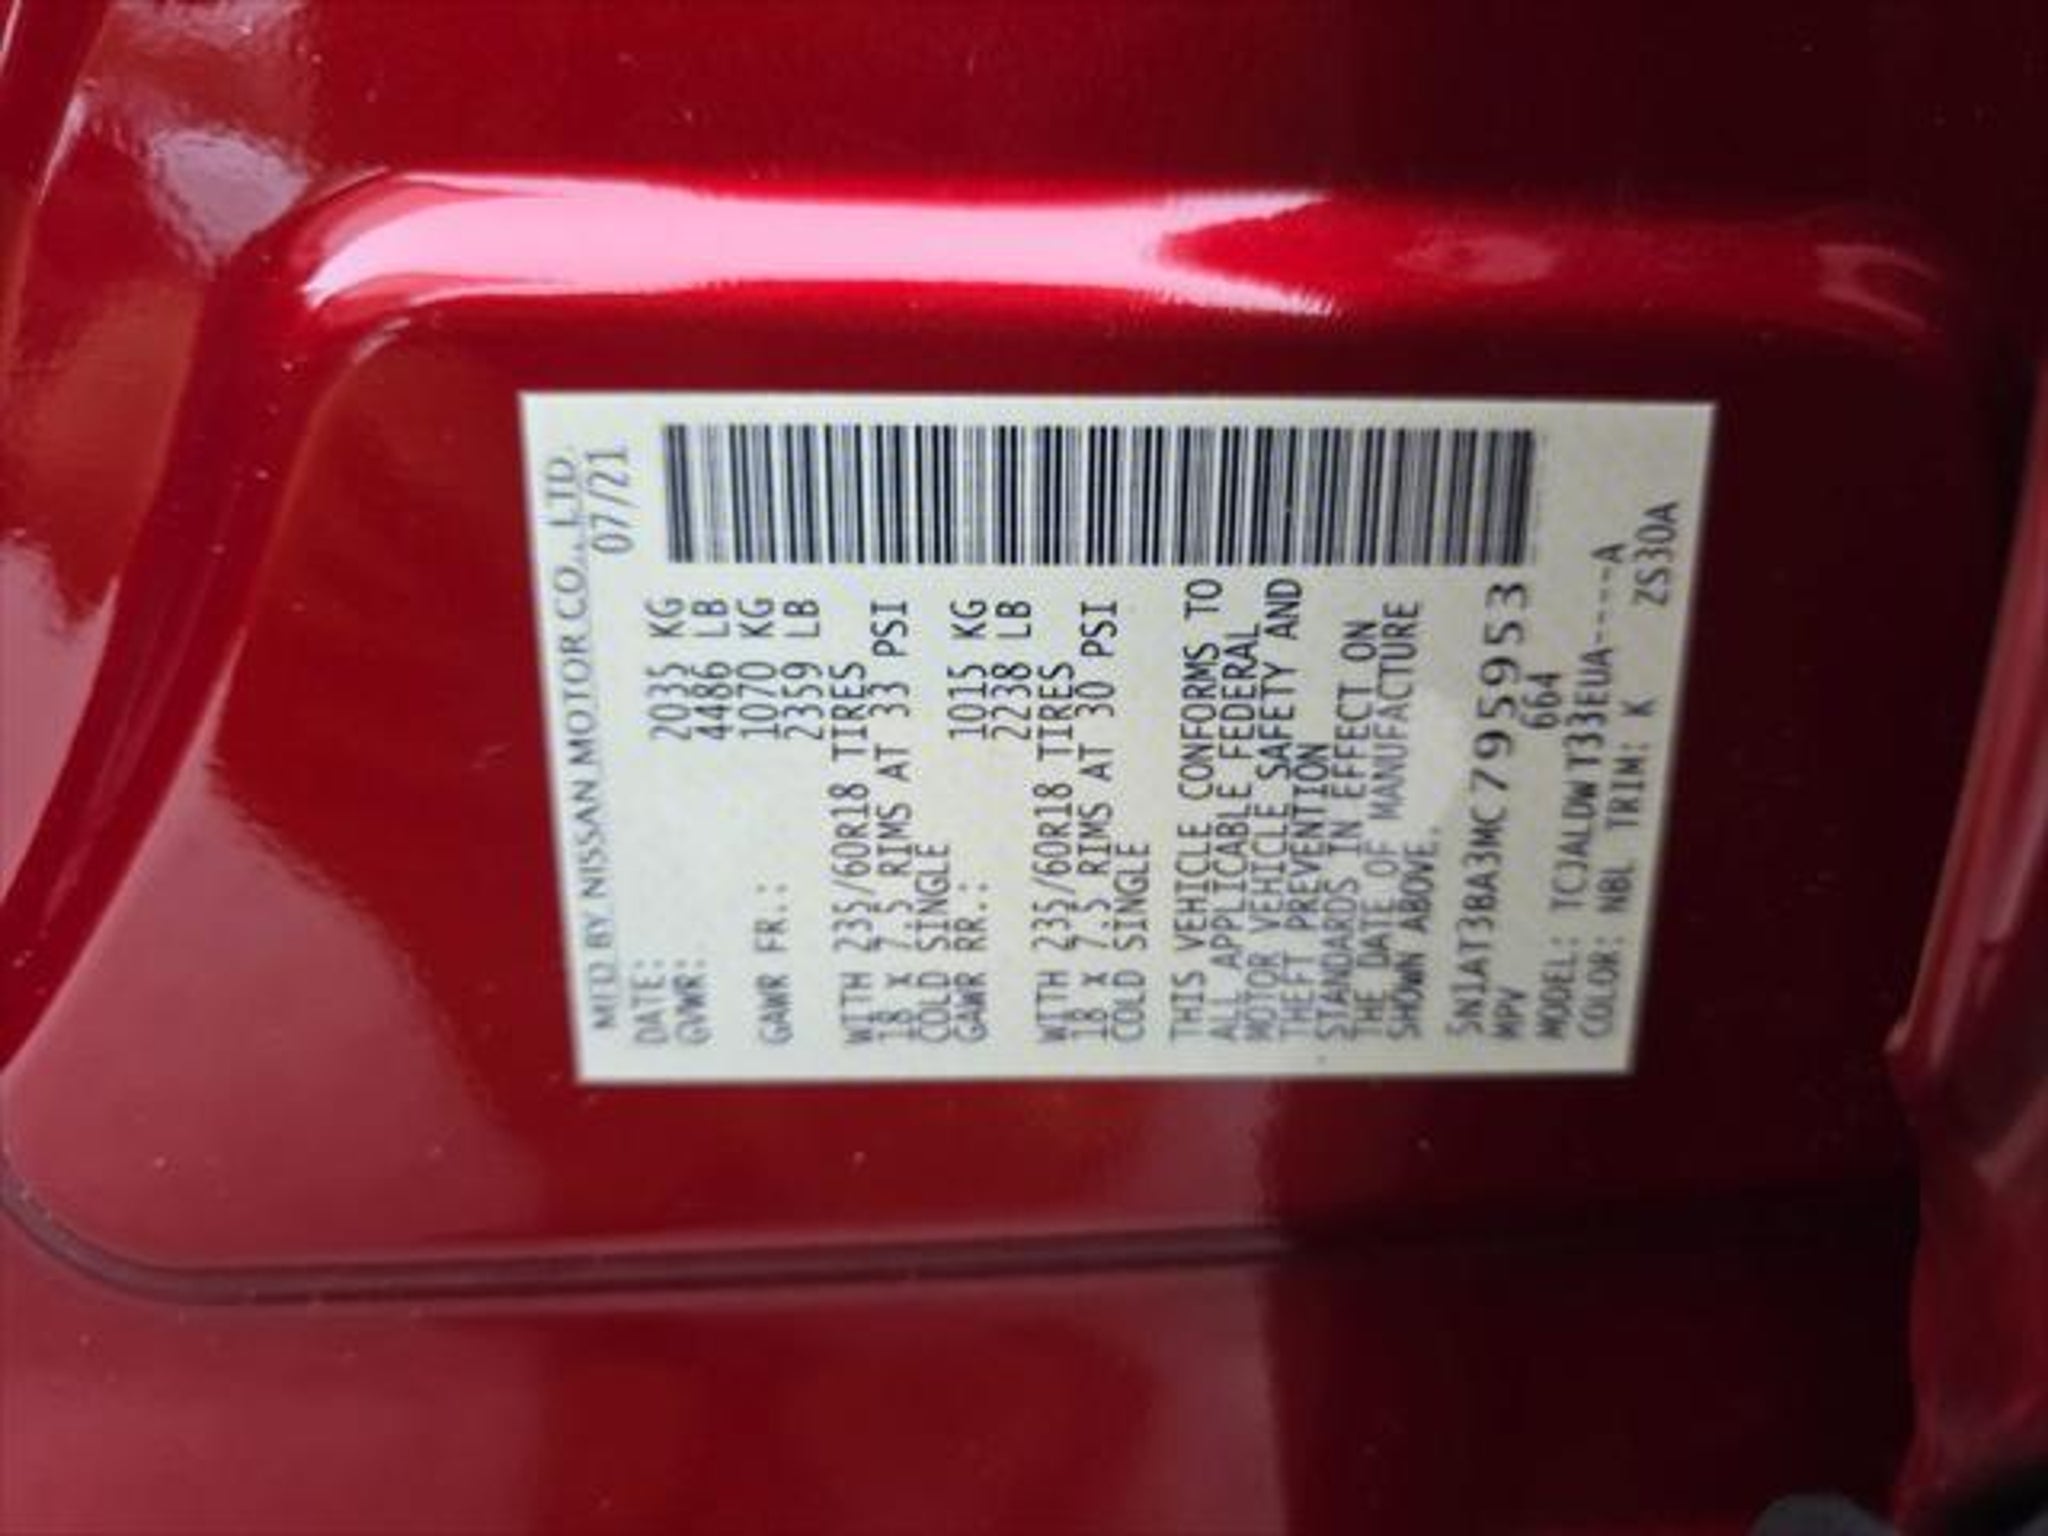 MFD BY NISSAN MOTOR CO., LTD.
DATE: 07/21
GVWR: 2035 KG
4486 LB
GAWR FR.: 1070 KG
2359 LB
WITH 235/60R18 TIRES
18 X 7.5 RIMS AT 33 PSI
COLD SINGLE
GAWR RR.: 1015 KG
2238 LB
WITH 235/60R18 TIRES
18 X 7.5 RIMS AT 30 PSI
COLD SINGLE
THIS VEHICLE CONFORMS TO
ALL APPLICABLE FEDERAL
MOTOR VEHICLE SAFETY AND
THEFT PREVENTION
STANDARDS IN EFFECT ON
THE DATE OF MANUFACTURE
SHOWN ABOVE.
5N1AT3BA3MC795953
MPV 664
MODEL: TCJALDW T33EUA----A
COLOR: NBL TRIM: K ZS30A